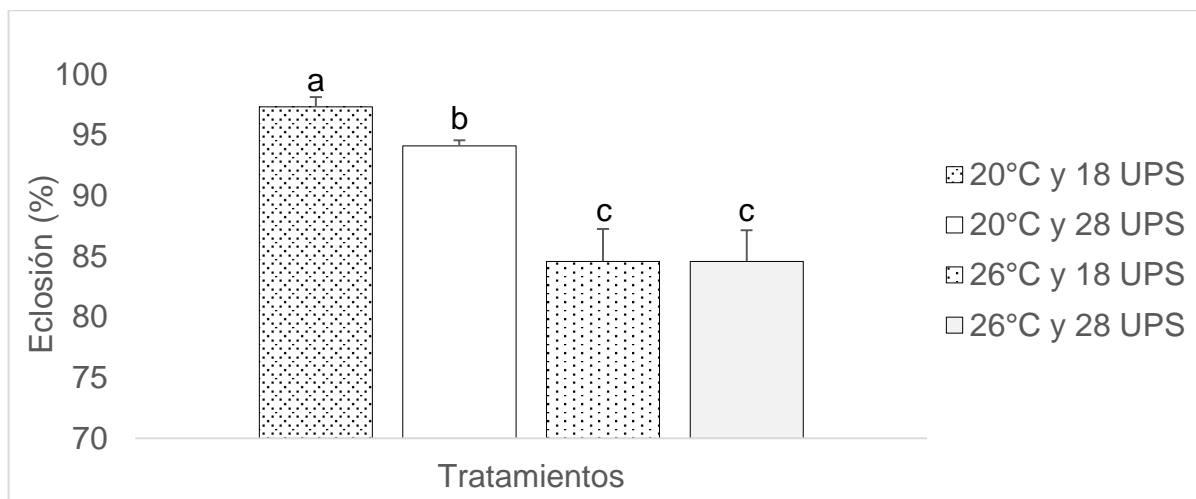 Eclosión (%)
100
95
90
85
80
75
70
a
b
c
c
Tratamientos
20°C y 18 UPS
20°C y 28 UPS
26°C y 18 UPS
26°C y 28 UPS